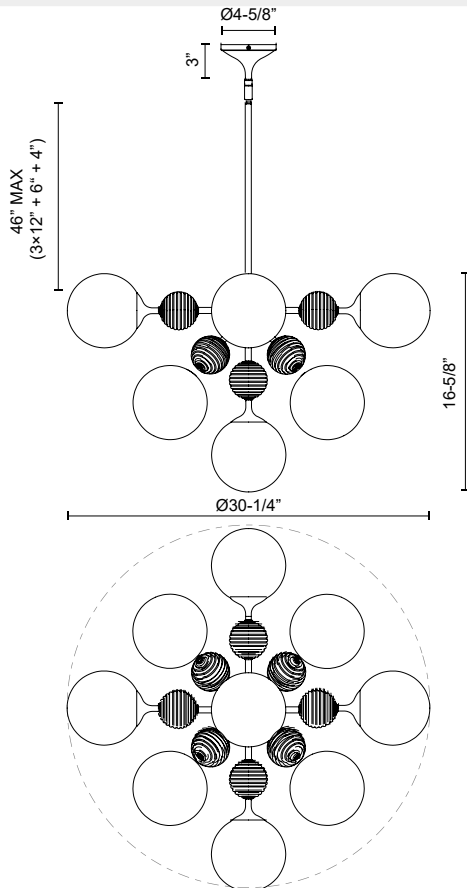 Ø4-5/8”
3”
46” MAX
(3×12” + 6“ + 4”)
16-5/8”
Ø30-1/4”